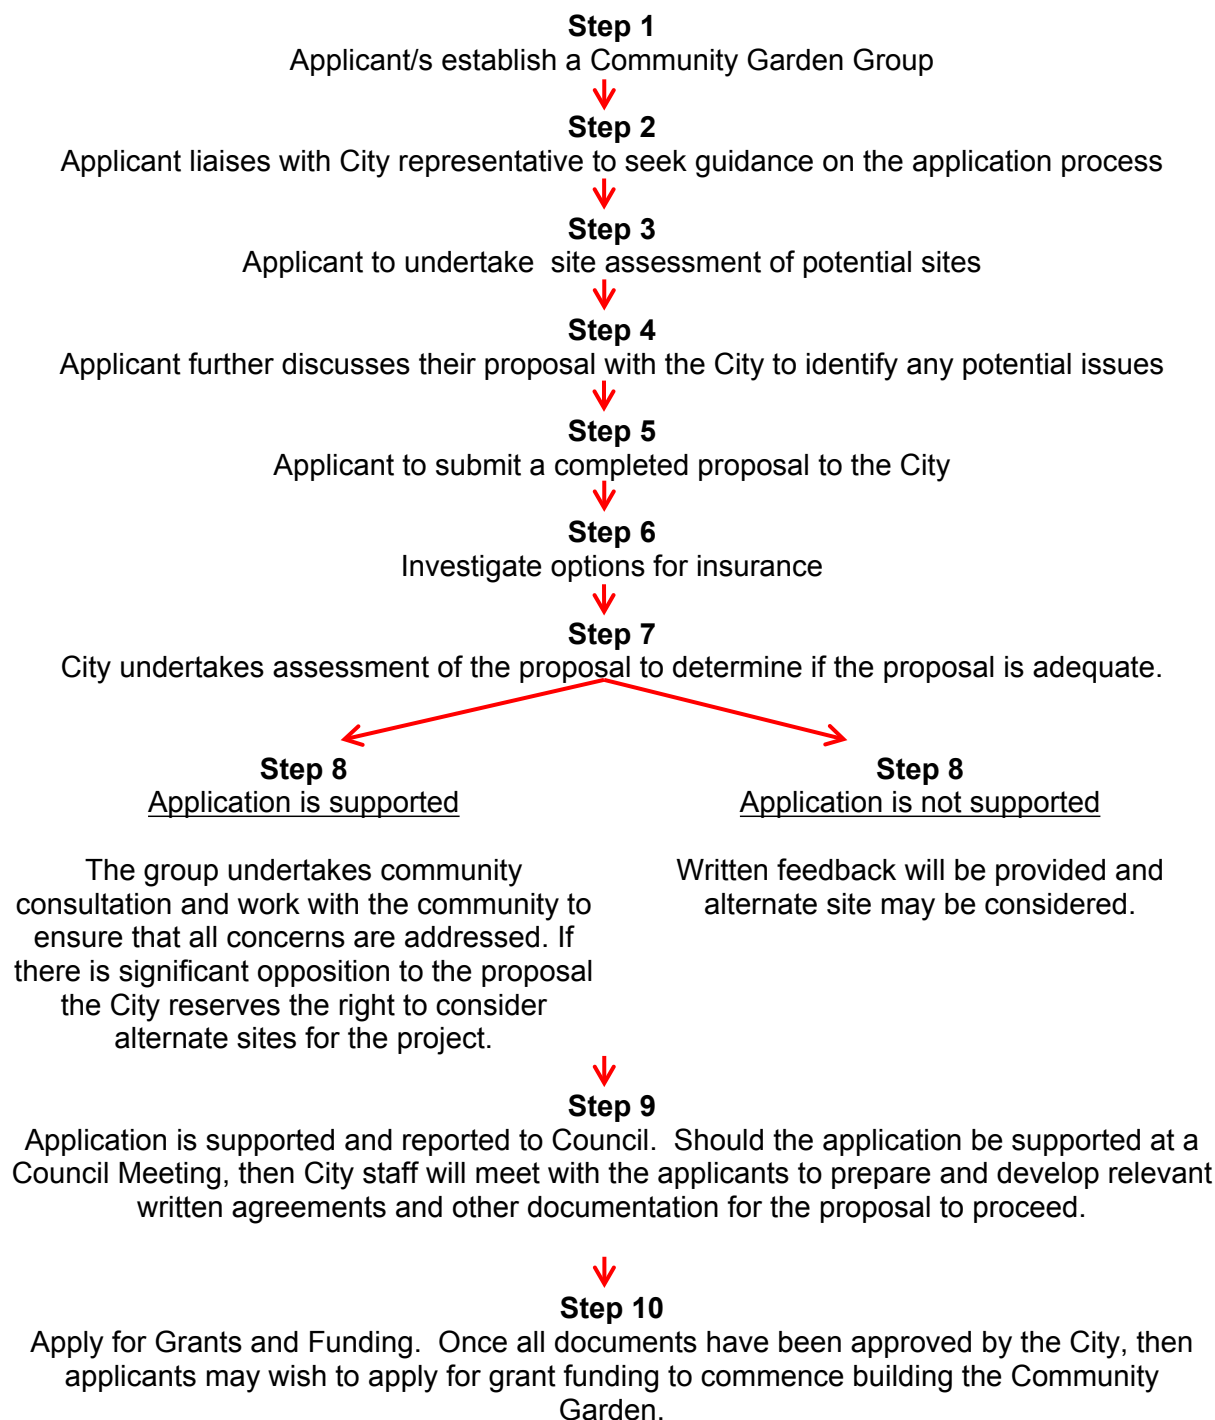 Step 1
Applicant/s establish a Community Garden Group
Step 2
Applicant liaises with City representative to seek guidance on the application process
Step 3
Applicant to undertake  site assessment of potential sites
Step 4
Applicant further discusses their proposal with the City to identify any potential issues
Step 5
Applicant to submit a completed proposal to the City
Step 6
Investigate options for insurance
Step 7
City undertakes assessment of the proposal to determine if the proposal is adequate.
Step 8
Application is supported
The group undertakes community
consultation and work with the community to
ensure that all concerns are addressed. If
there is significant opposition to the proposal
the City reserves the right to consider
alternate sites for the project.
Step 8
Application is not supported
Written feedback will be provided and
alternate site may be considered.
Step 9
Application is supported and reported to Council.  Should the application be supported at a
Council Meeting, then City staff will meet with the applicants to prepare and develop relevant
written agreements and other documentation for the proposal to proceed.
Step 10
Apply for Grants and Funding.  Once all documents have been approved by the City, then
applicants may wish to apply for grant funding to commence building the Community
Garden.